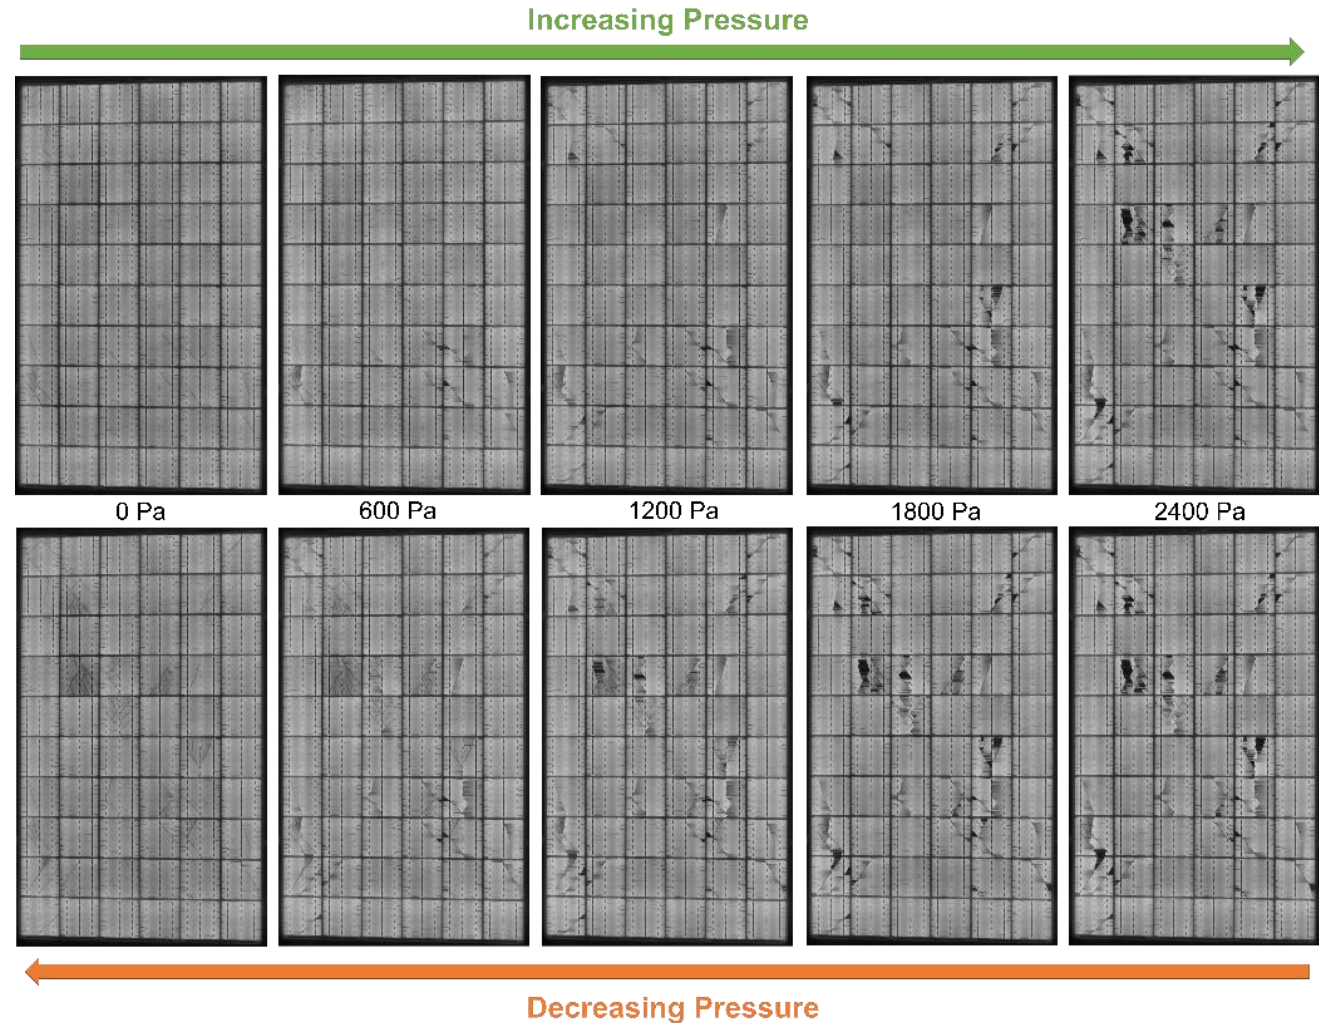 Increasing Pressure
0 Pa
600 Pa
1200 Pa
1800 Pa
2400 Pa
Decreasing Pressure